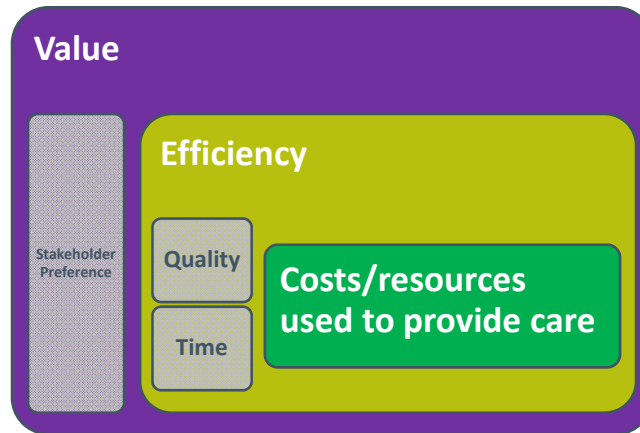 Value
Efficiency
Stakeholder
Preference
Quality
Time
Costs/resources
used to provide care